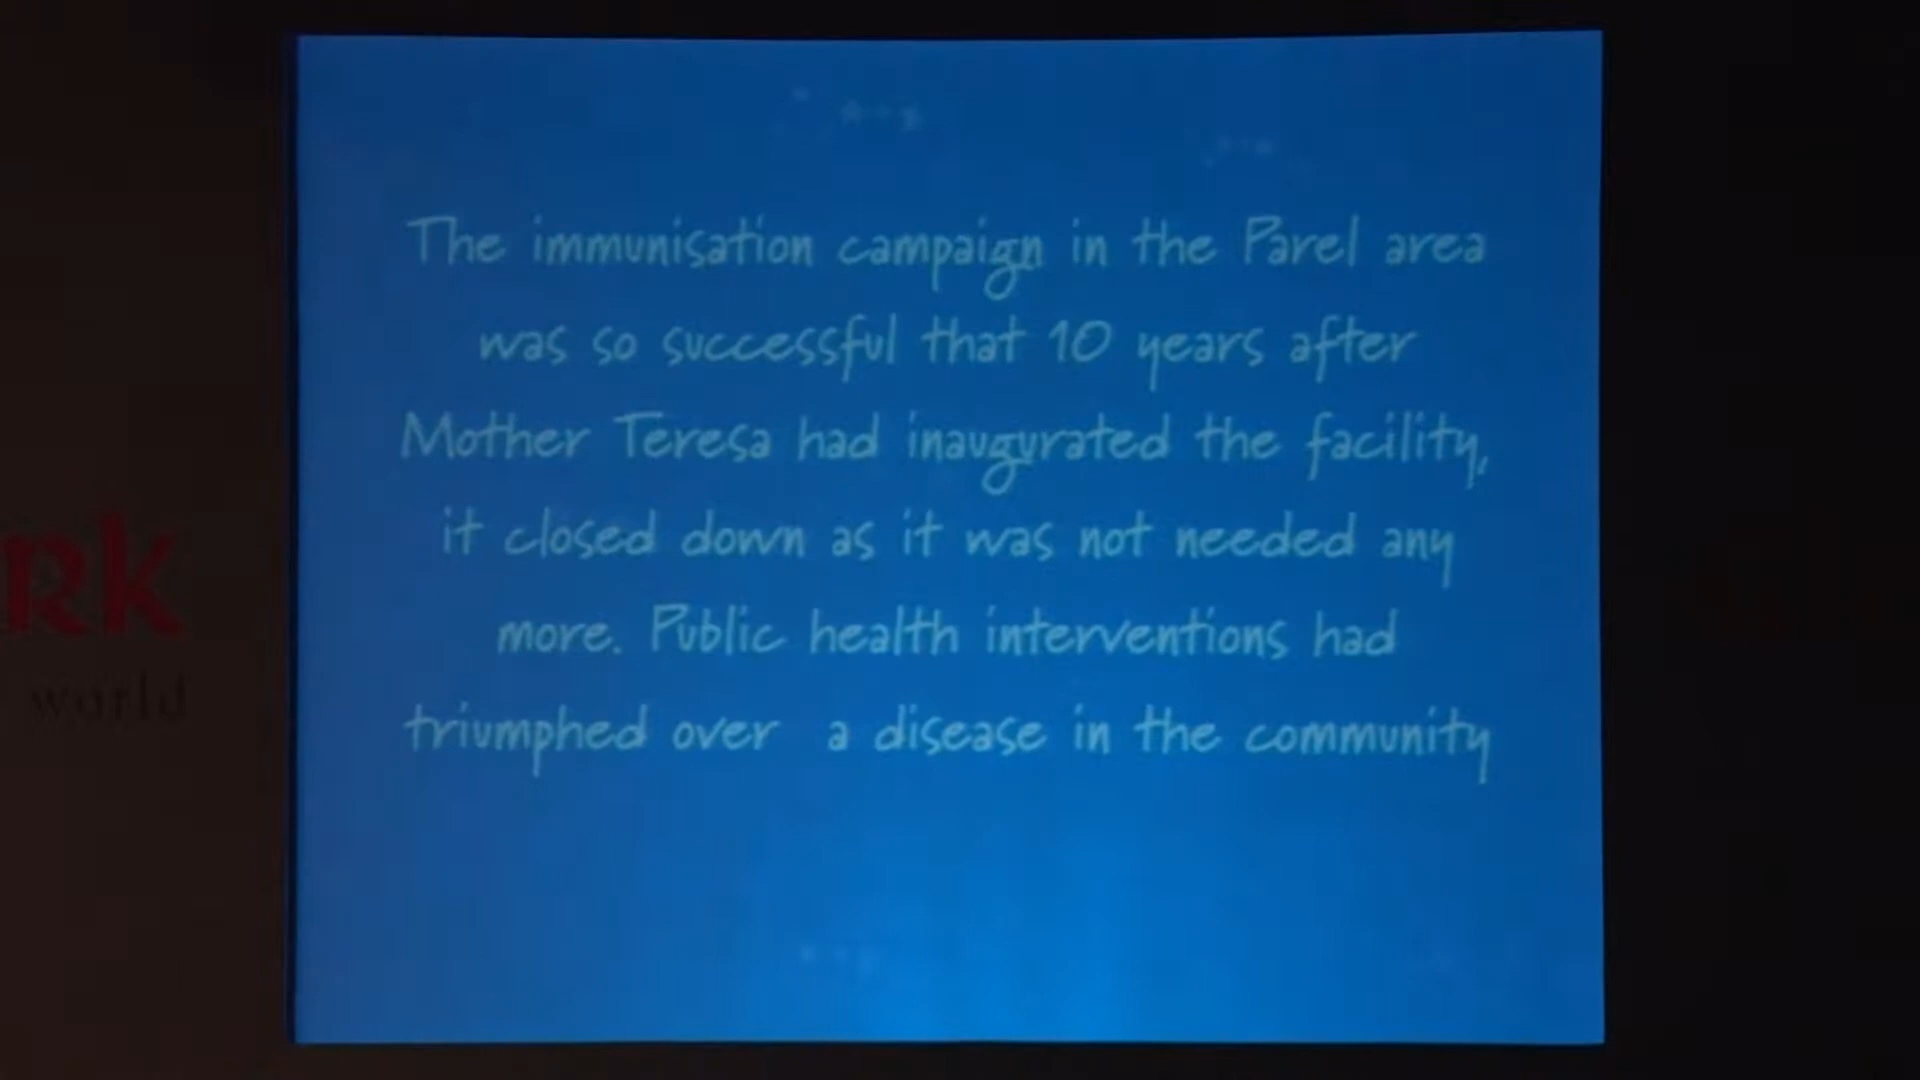 The immunisation campaign in the Parel area
was so successful that 10 years after
Mother Teresa had inaugurated the facility,
it closed down as it was not needed any
more. Public health interventions had
triumphed over a disease in the community
Rk
world